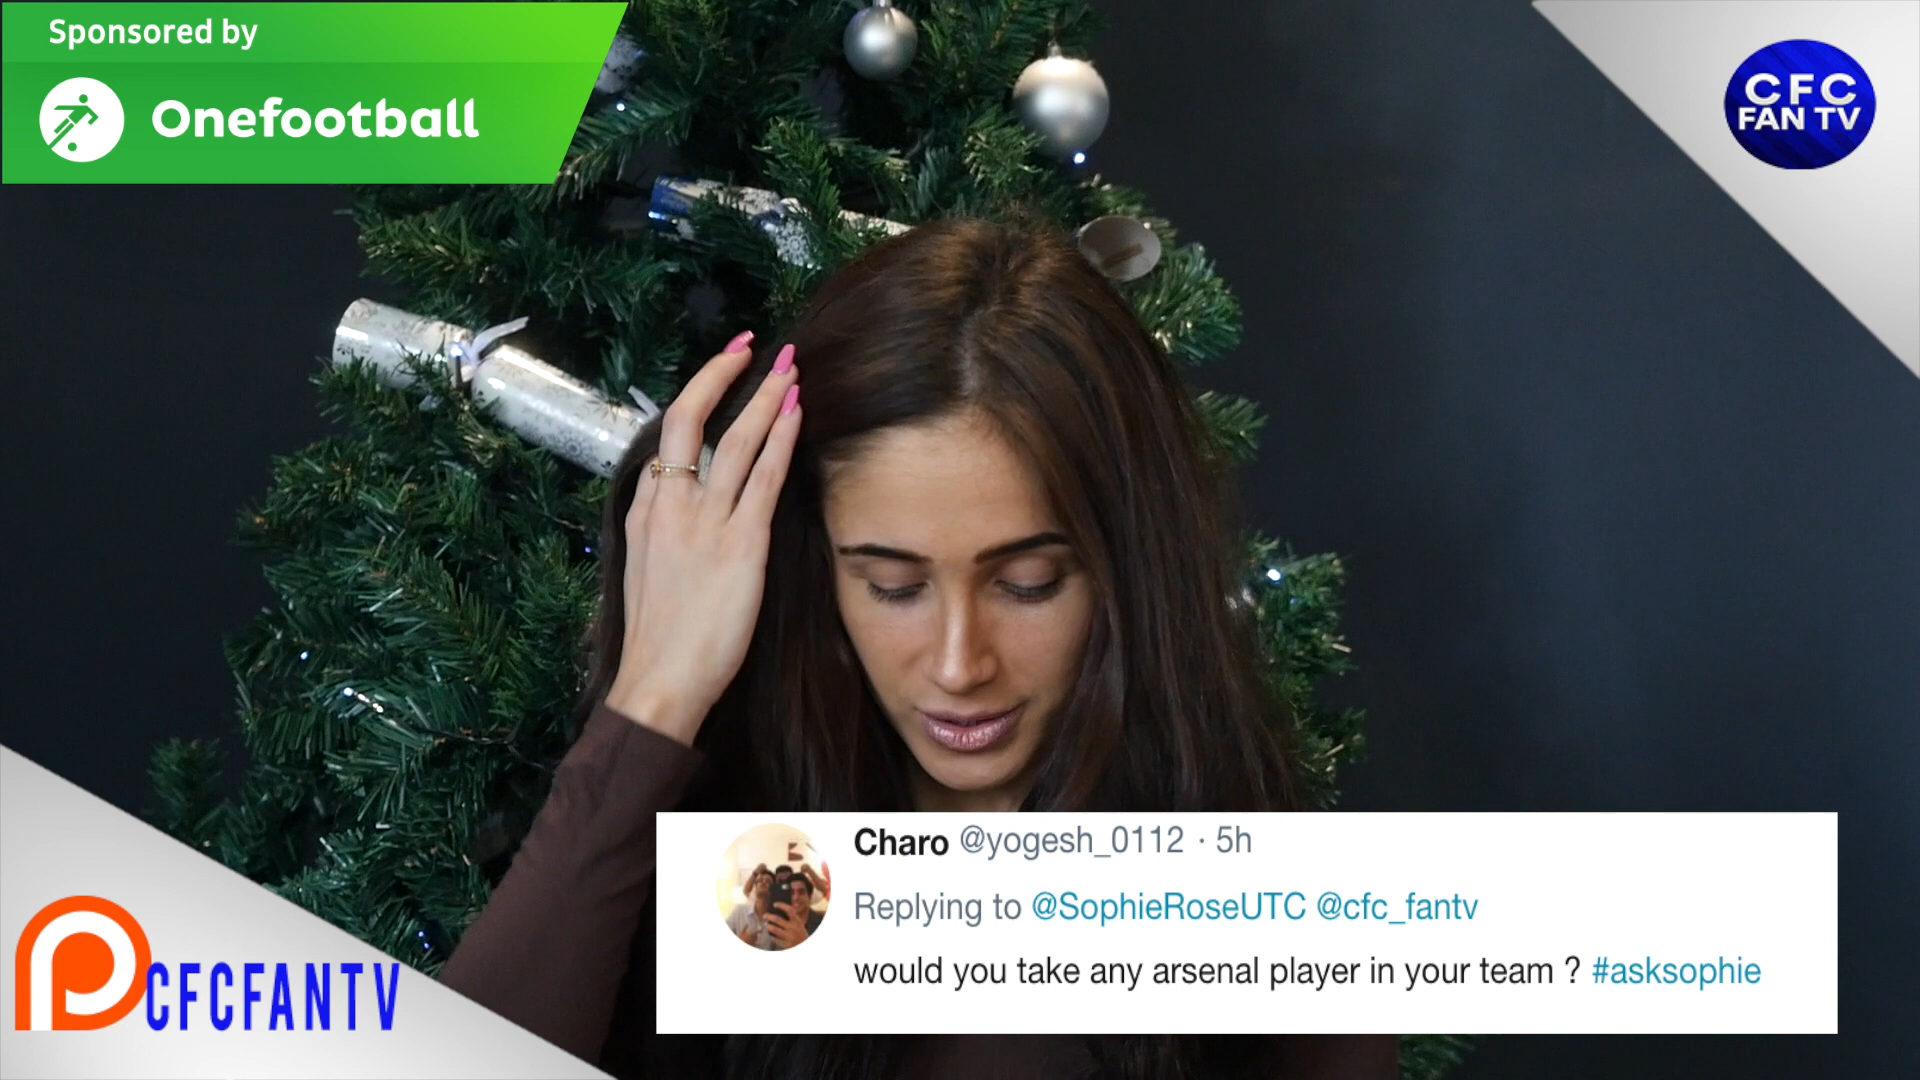 Sponsored by
Onefootball
CFC
FAN TV
Charo @yogesh_0112 · 5h
Replying to @SophieRoseUTC @cfc_fantv
would you take any arsenal player in your team ? #asksophie
CFCFANTV